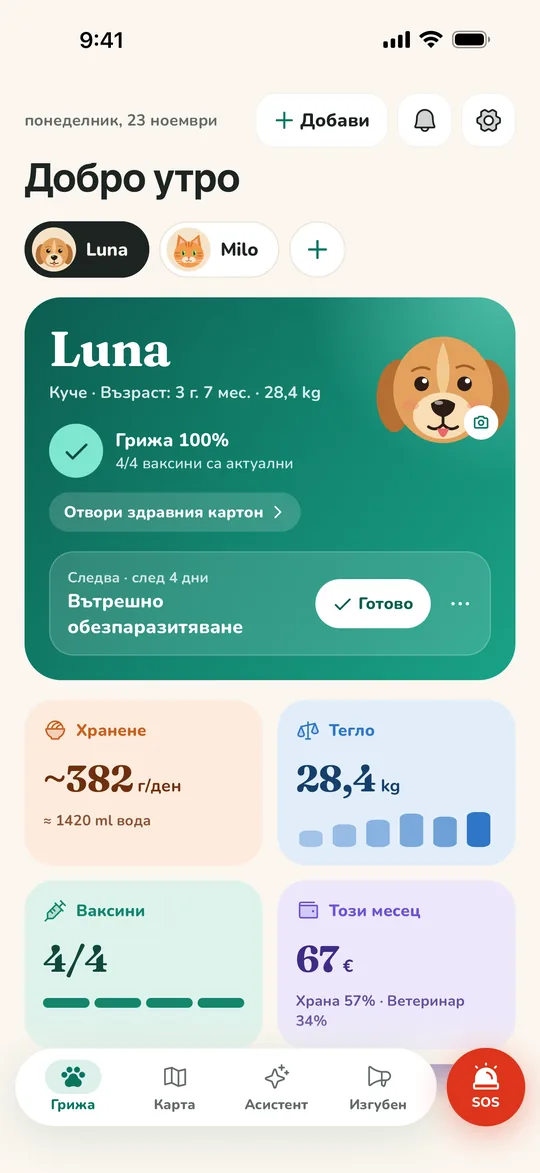 9:41
понеделник, 23 ноември
Добави
Добро утро
Luna
Milo
Luna
Куче · Възраст: 3 г. 7 мес. · 28,4 kg
Грижа 100%
4/4 ваксини са актуални
Отвори здравния картон
Следва · след 4 дни
Вътрешно
обезпаразитяване
Готово
Хранене
~382 г/ден
≈ 1420 ml вода
Тегло
28,4 kg
Ваксини
4/4
Този месец
67 €
Храна 57% · Ветеринар
34%
Грижа
Карта
Асистент
Изгубен
SOS